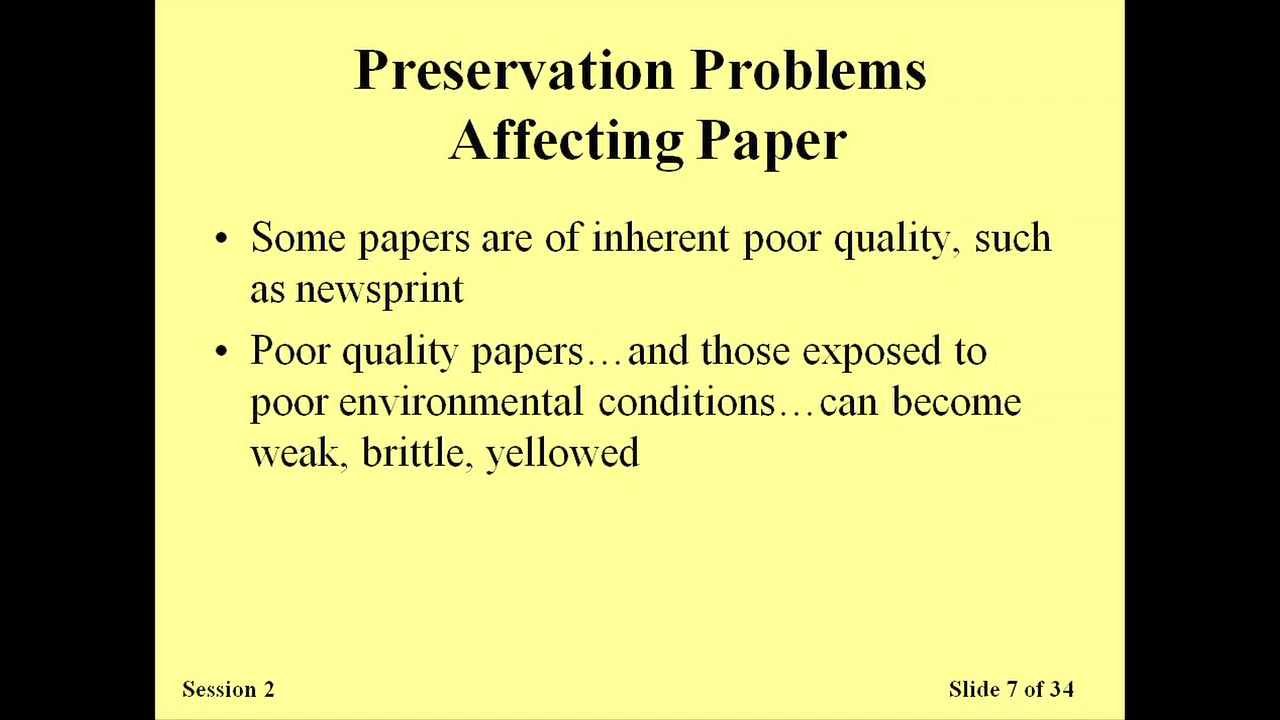 Preservation Problems
Affecting Paper
• Some papers are of inherent poor quality, such
as newsprint
• Poor quality papers…and those exposed to
poor environmental conditions…can become
weak, brittle, yellowed
Session 2
Slide 7 of 34